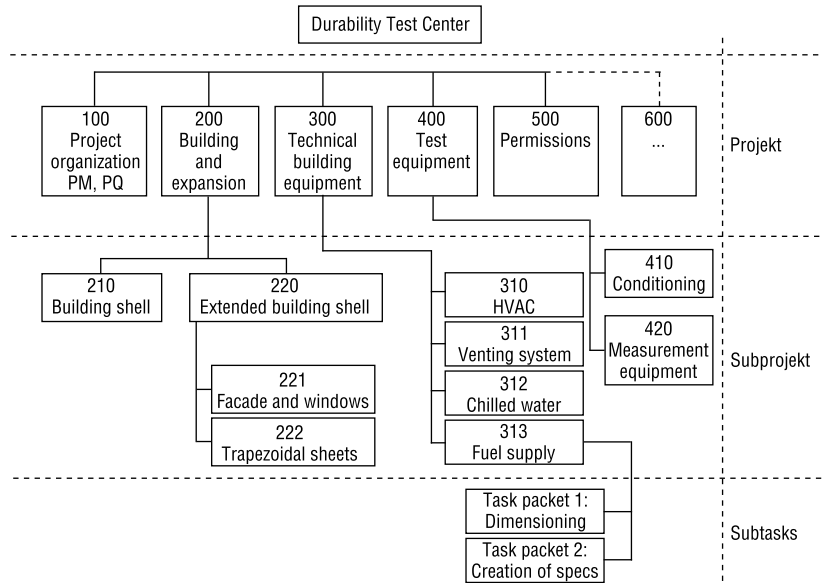 Durability Test Center
100
Project
organization
PM, PQ
200
Building
and
expansion
300
Technical
building
equipment
400
Test
equipment
500
Permissions
600
...
Projekt
210
Building shell
220
Extended building shell
221
Facade and windows
222
Trapezoidal sheets
310
HVAC
311
Venting system
312
Chilled water
313
Fuel supply
410
Conditioning
420
Measurement
equipment
Subprojekt
Task packet 1:
Dimensioning
Task packet 2:
Creation of specs
Subtasks